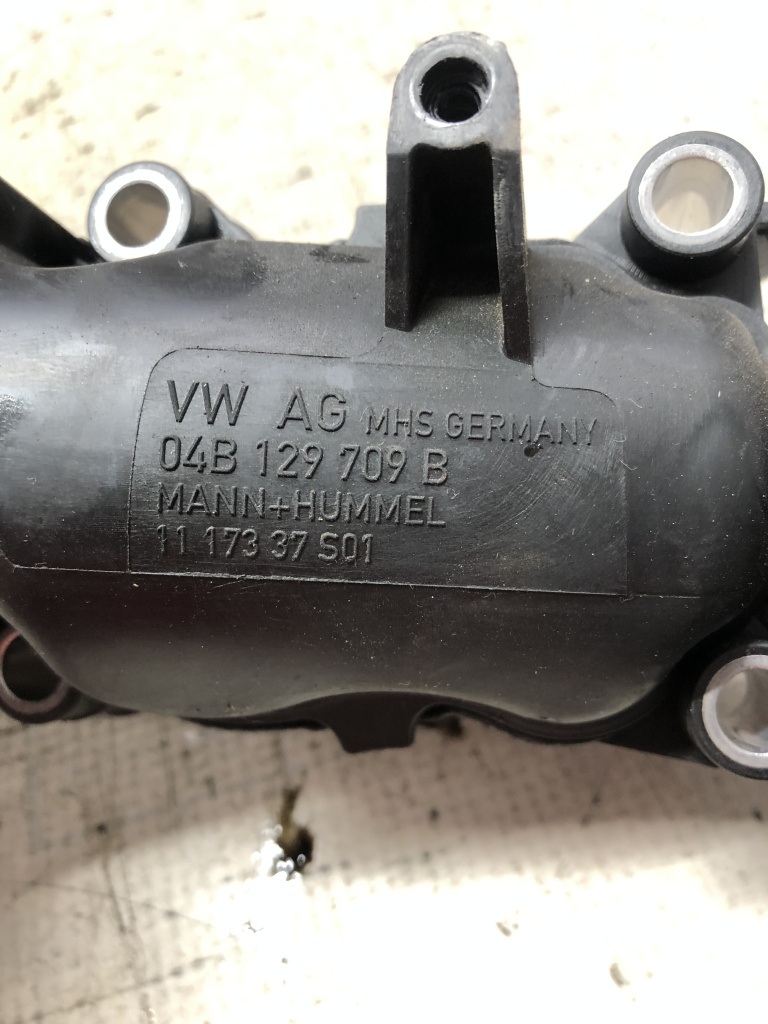 VW AG MHS GERMANY
04B 129 709 B
MANN+HUMMEL
11 173 37 S01